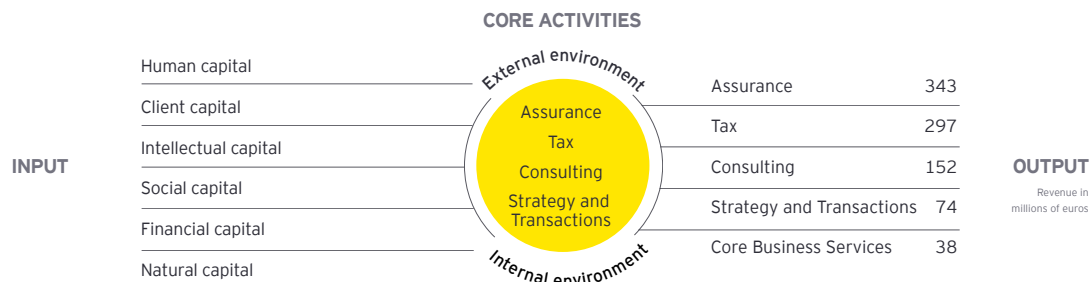 CORE ACTIVITIES
INPUT
Human capital
Client capital
Intellectual capital
Social capital
Financial capital
Natural capital
External environment
Assurance
Tax
Consulting
Strategy and
Transactions
Internal environment
Assurance 343
Tax 297
Consulting 152
Strategy and Transactions 74
Core Business Services 38
OUTPUT
Revenue in
millions of euros